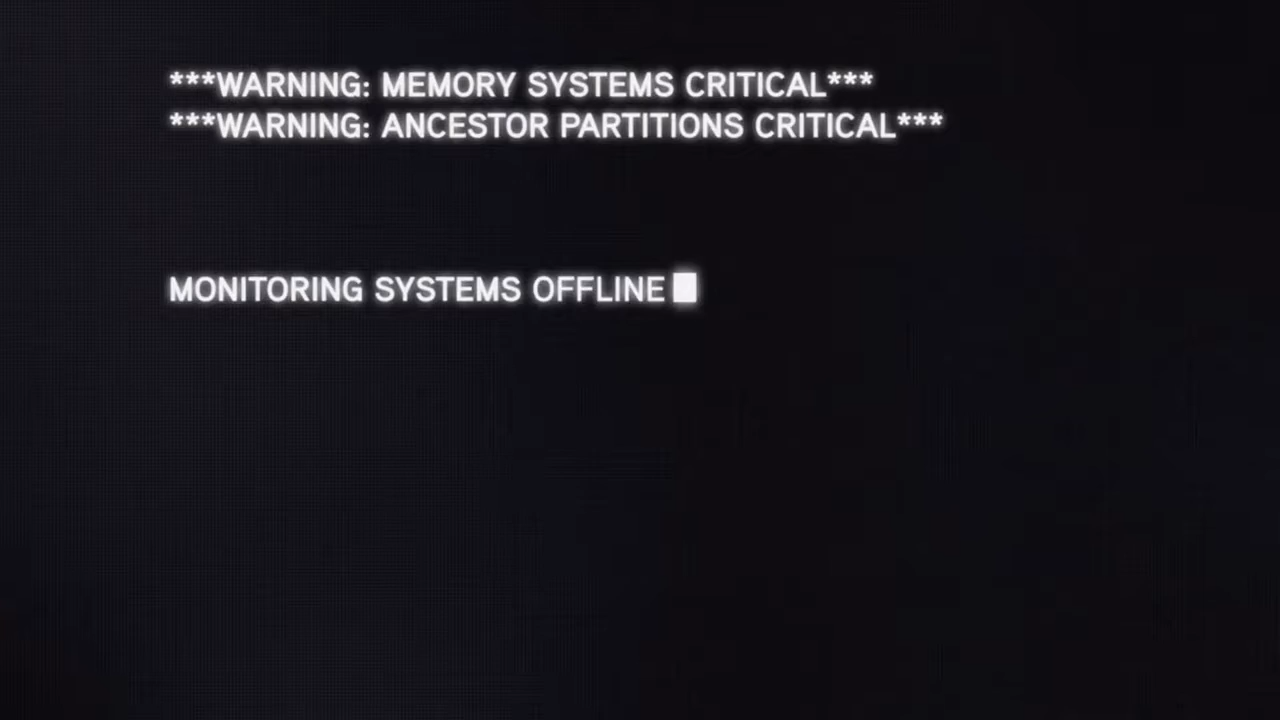 ***WARNING: MEMORY SYSTEMS CRITICAL***
***WARNING: ANCESTOR PARTITIONS CRITICAL***
MONITORING SYSTEMS OFFLINE